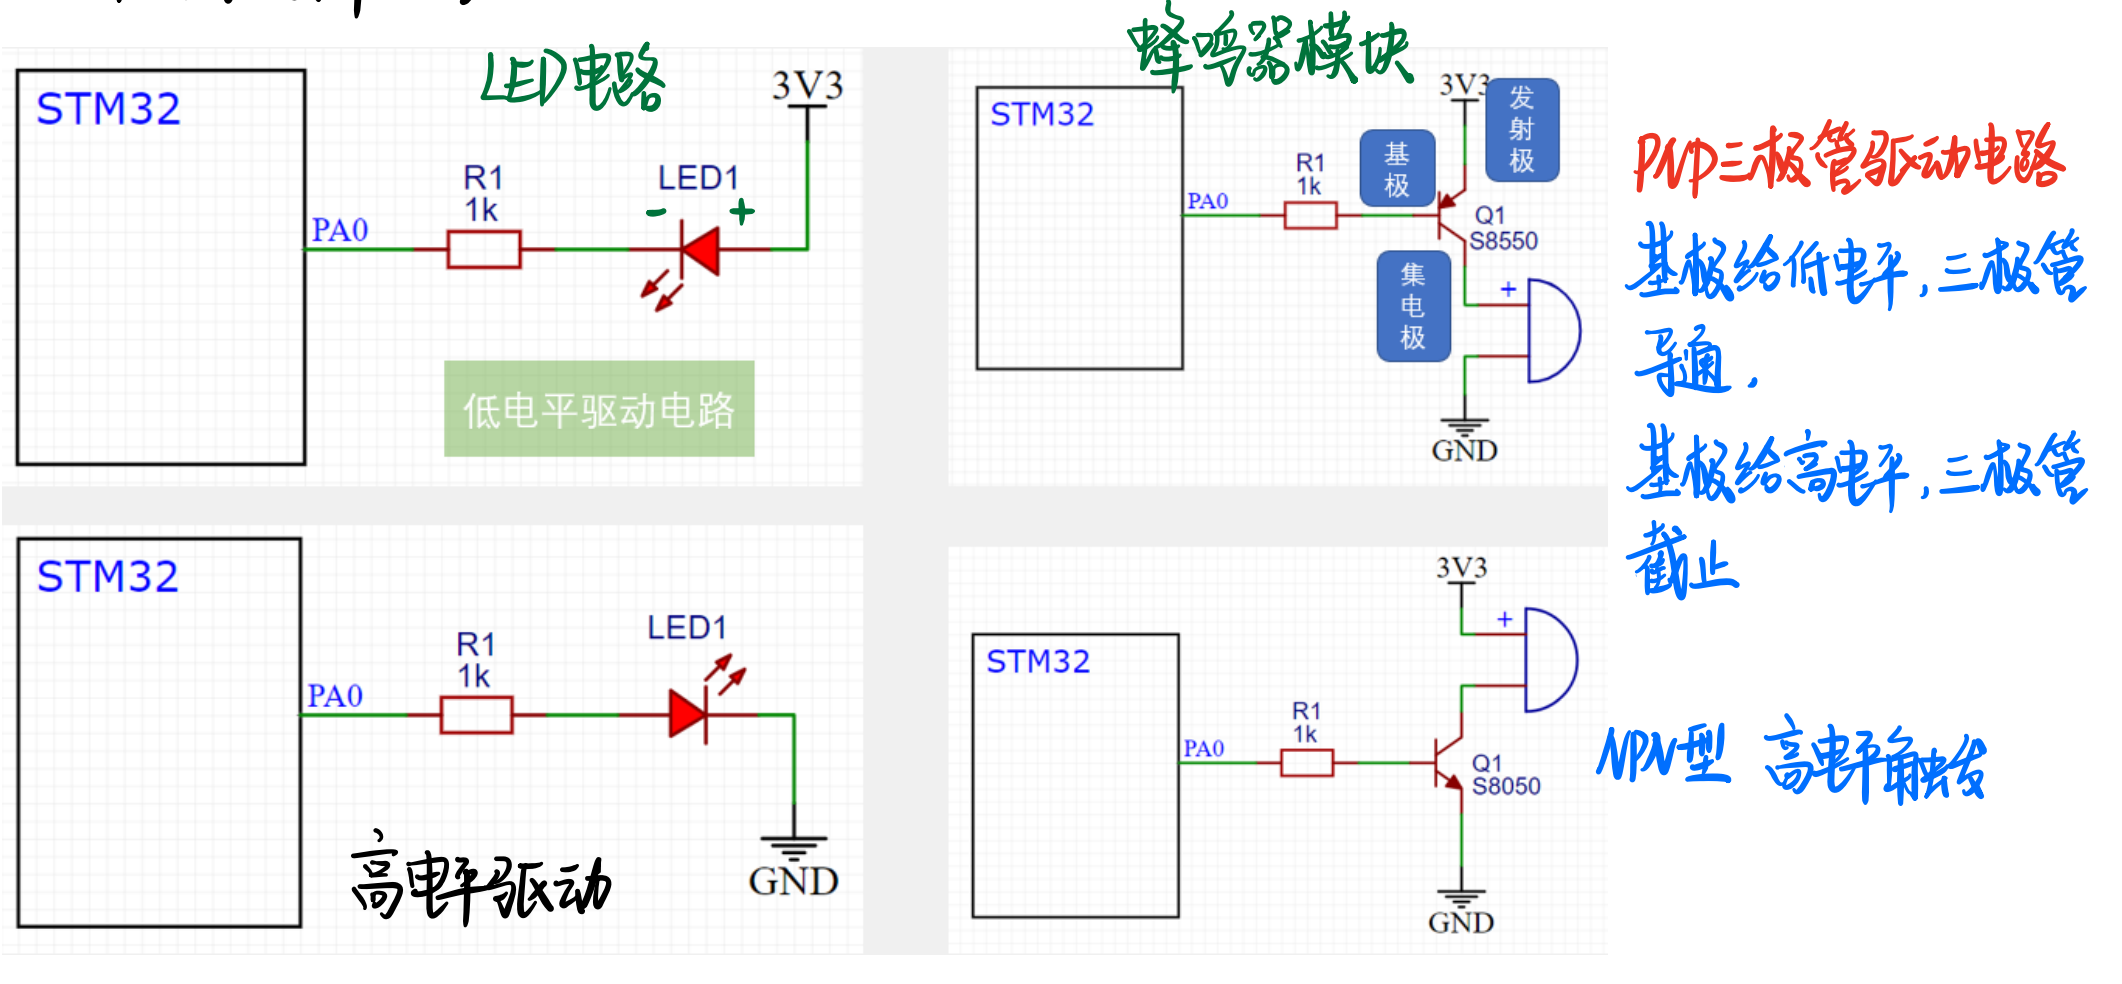 LED电路
STM32
3V3
R1
1k
LED1
- +
PA0
低电平驱动电路
蜂鸣器模块
STM32
3V3
发射极
基极
R1
1k
PA0
Q1
S8550
集电极
+
GND
PNP三极管驱动电路
基极给低电平,三极管
导通.
基极给高电平,三极管
截止
STM32
LED1
R1
1k
PA0
高电平驱动
GND
3V3
+
STM32
R1
1k
PA0
Q1
S8050
GND
NPN型 高电平触发